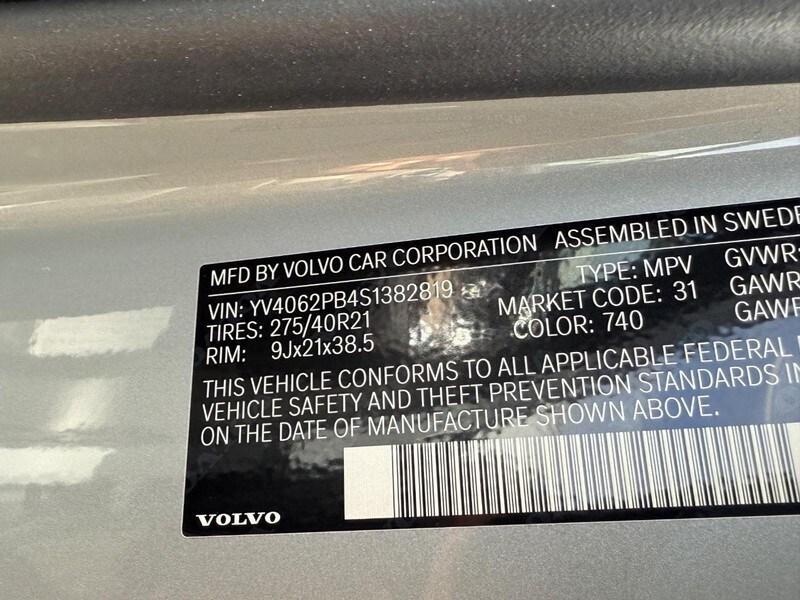 MFD BY VOLVO CAR CORPORATION ASSEMBLED IN SWEDE
VIN: YV4062PB4S1382819 TYPE: MPV GVWR:
TIRES: 275/40R21 MARKET CODE: 31 GAWR
RIM: 9Jx21x38.5 COLOR: 740 GAWR
THIS VEHICLE CONFORMS TO ALL APPLICABLE FEDERAL
VEHICLE SAFETY AND THEFT PREVENTION STANDARDS IN
ON THE DATE OF MANUFACTURE SHOWN ABOVE.
VOLVO